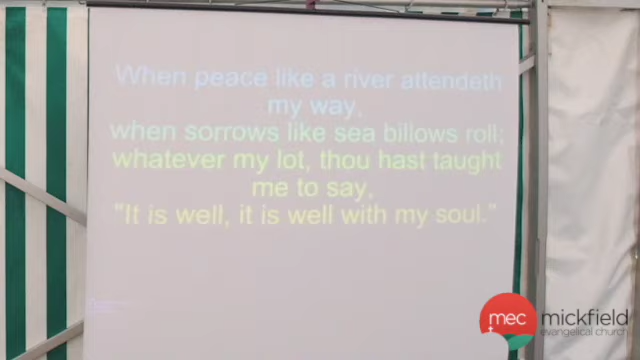 When peace like a river attendeth
my way,
when sorrows like sea billows roll;
whatever my lot, thou hast taught
me to say,
"It is well, it is well with my soul."
mec mickfield
evangelical church